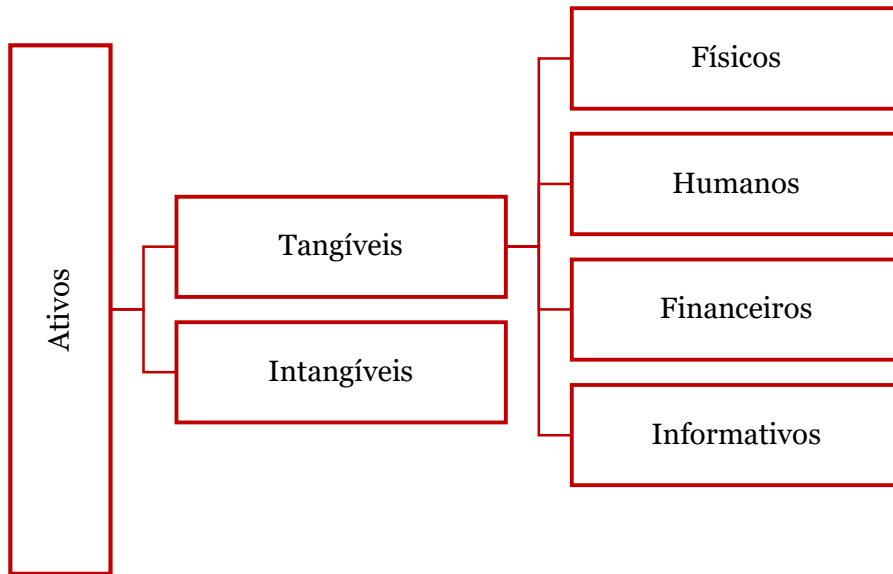 Ativos
Tangíveis
Intangíveis
Físicos
Humanos
Financeiros
Informativos